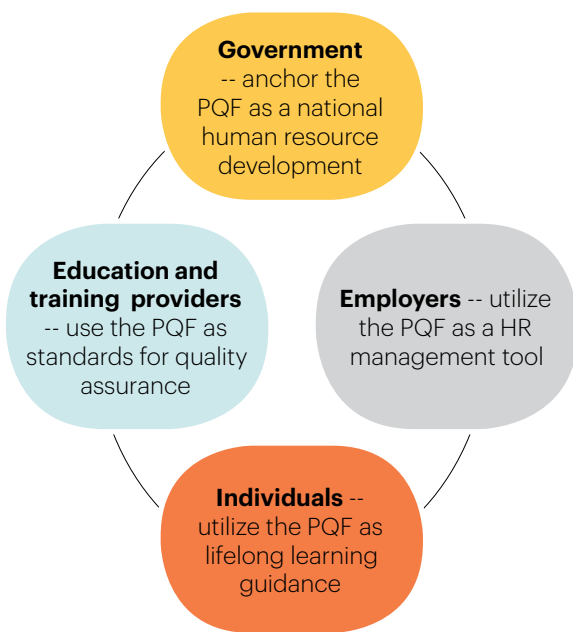 Government
-- anchor the
PQF as a national
human resource
development
Education and
training providers
-- use the PQF as
standards for quality
assurance
Employers -- utilize
the PQF as a HR
management tool
Individuals --
utilize the PQF as
lifelong learning
guidance